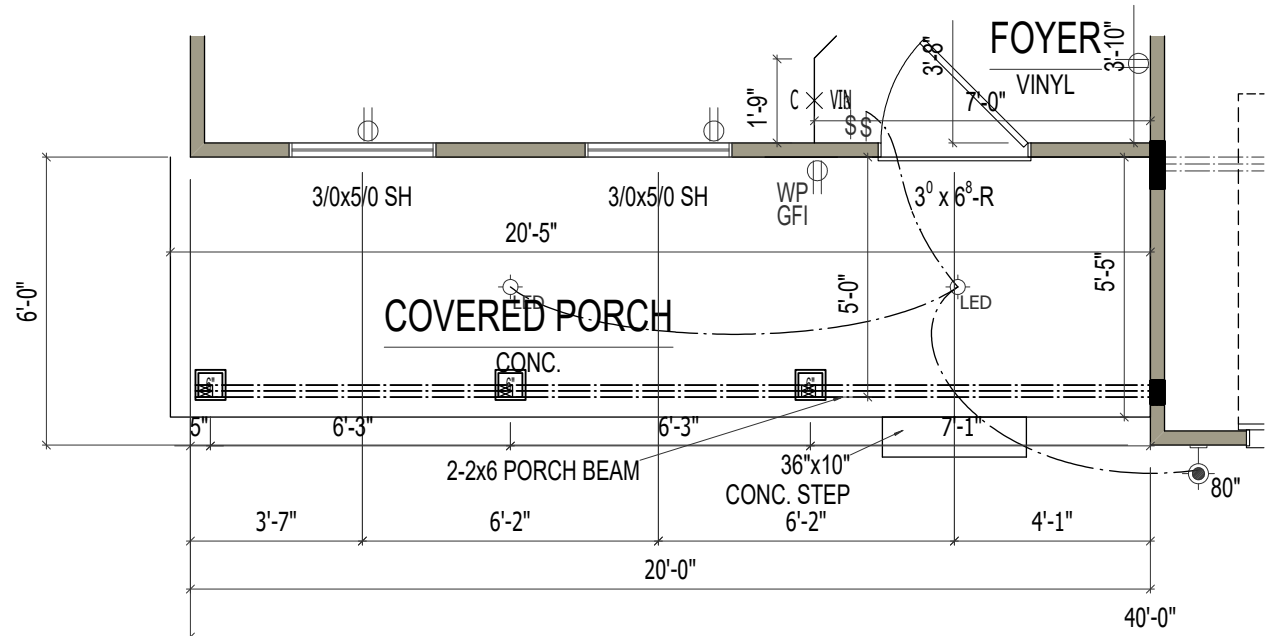 FOYER
VINYL
3'-8"
3'-10"
7'-0"
1'-9"
C
S S
3/0x5/0 SH
3/0x5/0 SH
WP
GFI
3⁰ x 6⁸-R
20'-5"
6'-0"
5'-0"
5'-5"
LED
LED
COVERED PORCH
CONC.
5"
6'-3"
6'-3"
7'-1"
2-2x6 PORCH BEAM
36"x10"
CONC. STEP
80"
3'-7"
6'-2"
6'-2"
4'-1"
20'-0"
40'-0"